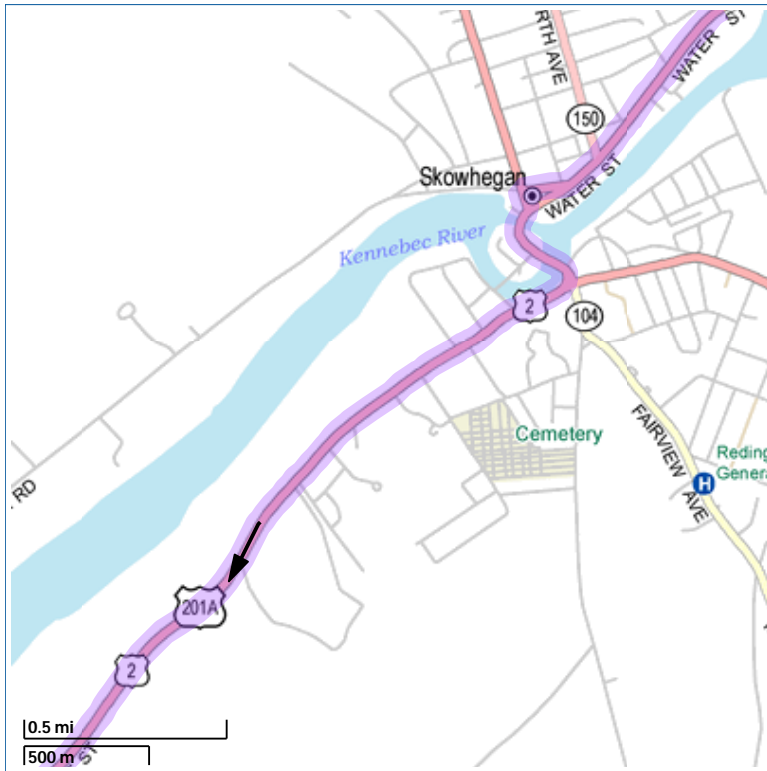 WATER ST
RTH AVE
150
Skowhegan
WATER ST
Kennebec River
2
104
FAIRVIEW AVE
Cemetery
Reding
Genera
H
RD
201A
2
0.5 mi
500 m
ST